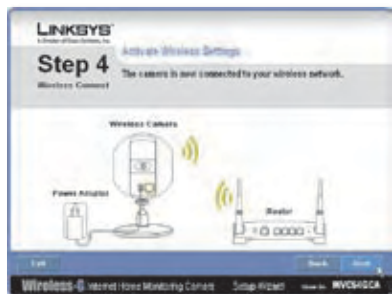 LINKSYS
A Division of Cisco Systems, Inc.
Activate Wireless Settings
Step 4
The camera is now connected to your wireless network.
Wireless Connect
Wireless Camera
Power Adapter
Router
Exit
Back
Next
Wireless-G Internet Home Monitoring Camera Setup Wizard Model No. WVC54GCA